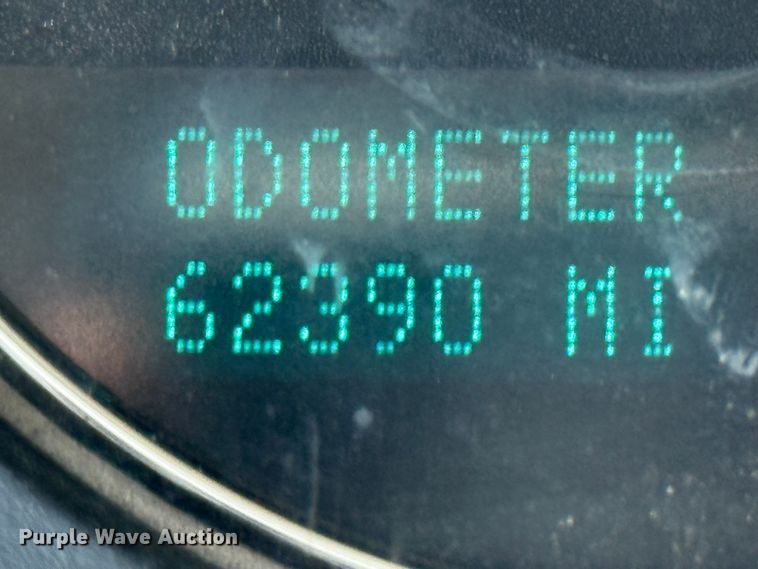 ODOMETER
62390 MI
Purple Wave Auction